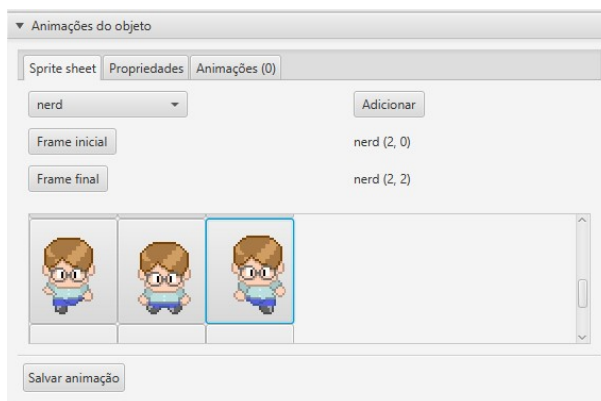 Animações do objeto
Sprite sheet Propriedades Animações (0)
nerd Adicionar
Frame inicial nerd (2, 0)
Frame final nerd (2, 2)
Salvar animação